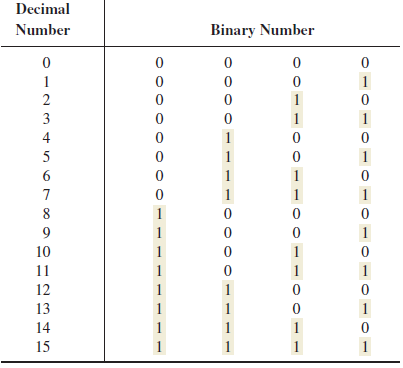 Decimal
Number Binary Number
0 0 0 0 0
1 0 0 0 1
2 0 0 1 0
3 0 0 1 1
4 0 1 0 0
5 0 1 0 1
6 0 1 1 0
7 0 1 1 1
8 1 0 0 0
9 1 0 0 1
10 1 0 1 0
11 1 0 1 1
12 1 1 0 0
13 1 1 0 1
14 1 1 1 0
15 1 1 1 1